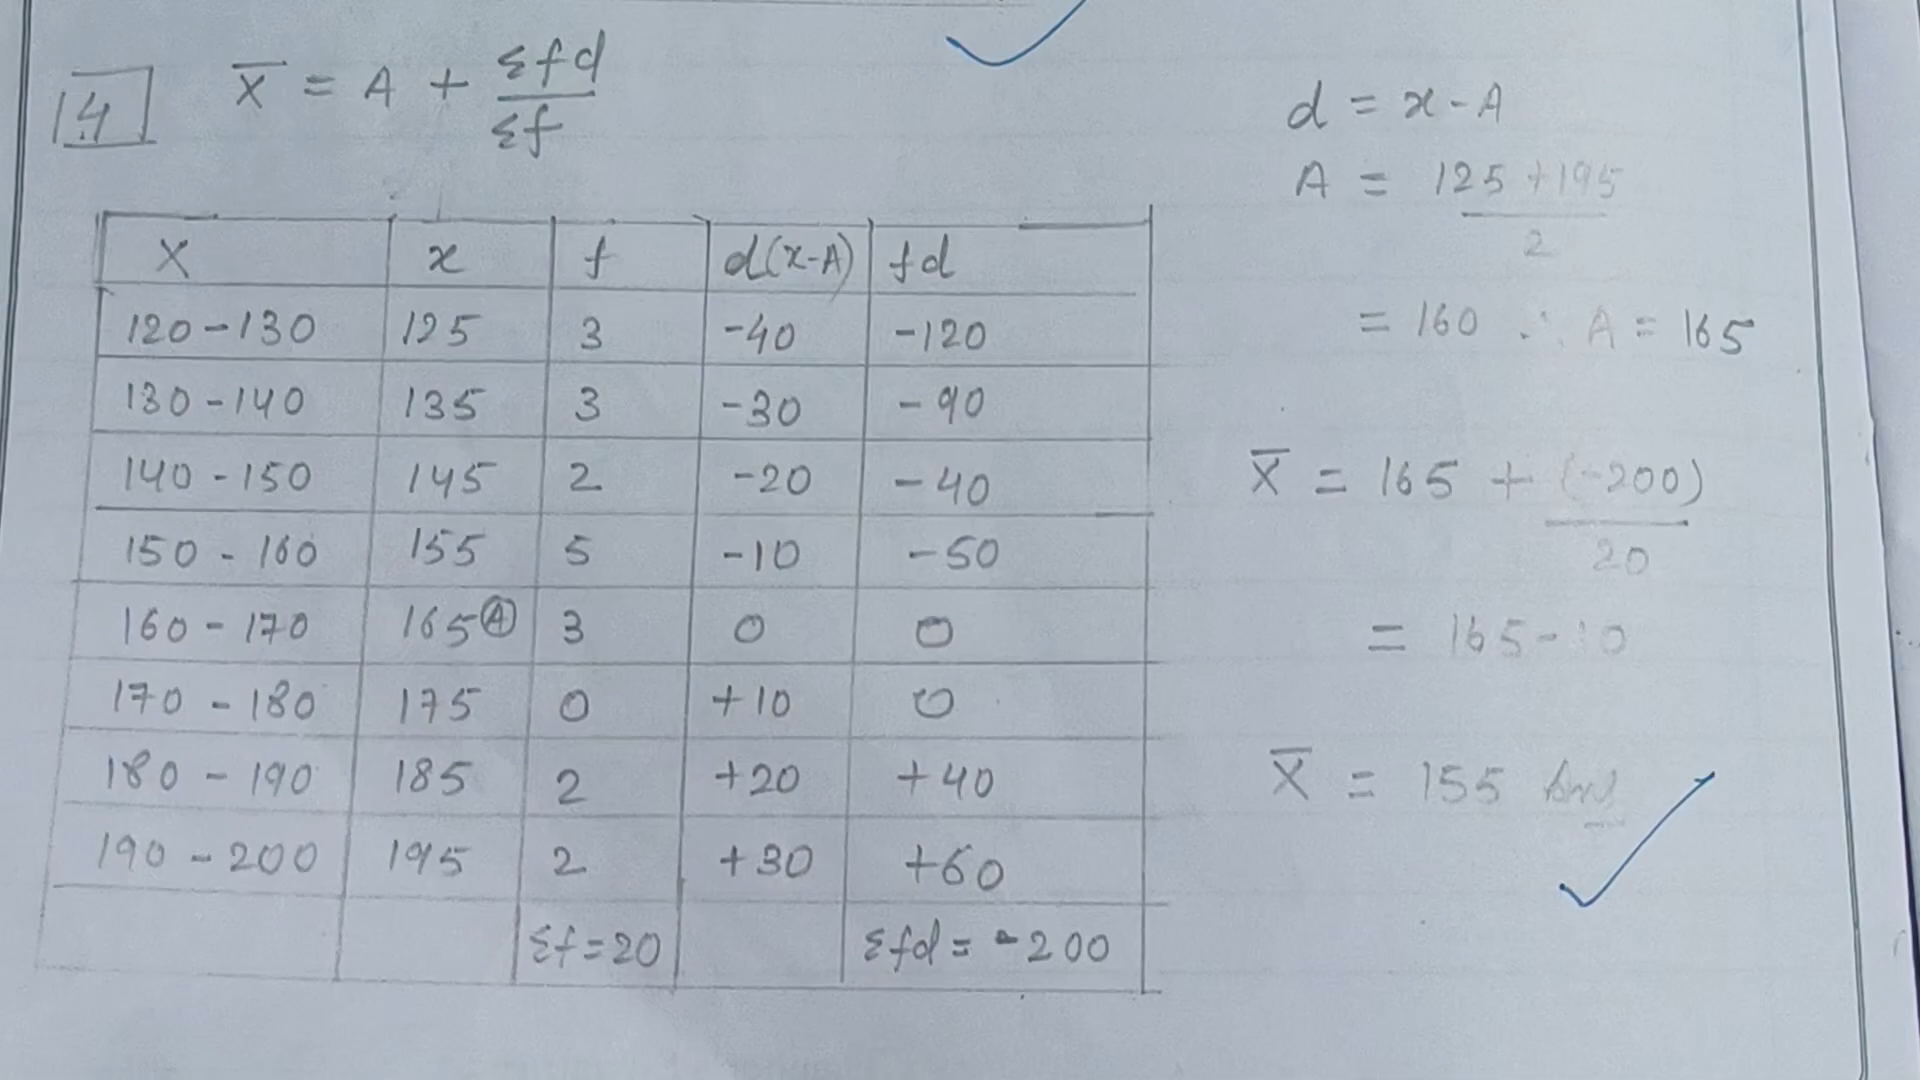 14 X̄ = A + Σfd / Σf
X x f d(x-A) fd
120-130 125 3 -40 -120
130-140 135 3 -30 -90
140-150 145 2 -20 -40
150-160 155 5 -10 -50
160-170 165 (A) 3 0 0
170-180 175 0 +10 0
180-190 185 2 +20 +40
190-200 195 2 +30 +60
Σf=20 Σfd = -200
d = x-A
A = 125+195 / 2
= 160 ∴ A = 165
X̄ = 165 + (-200) / 20
= 165-10
X̄ = 155 Ans